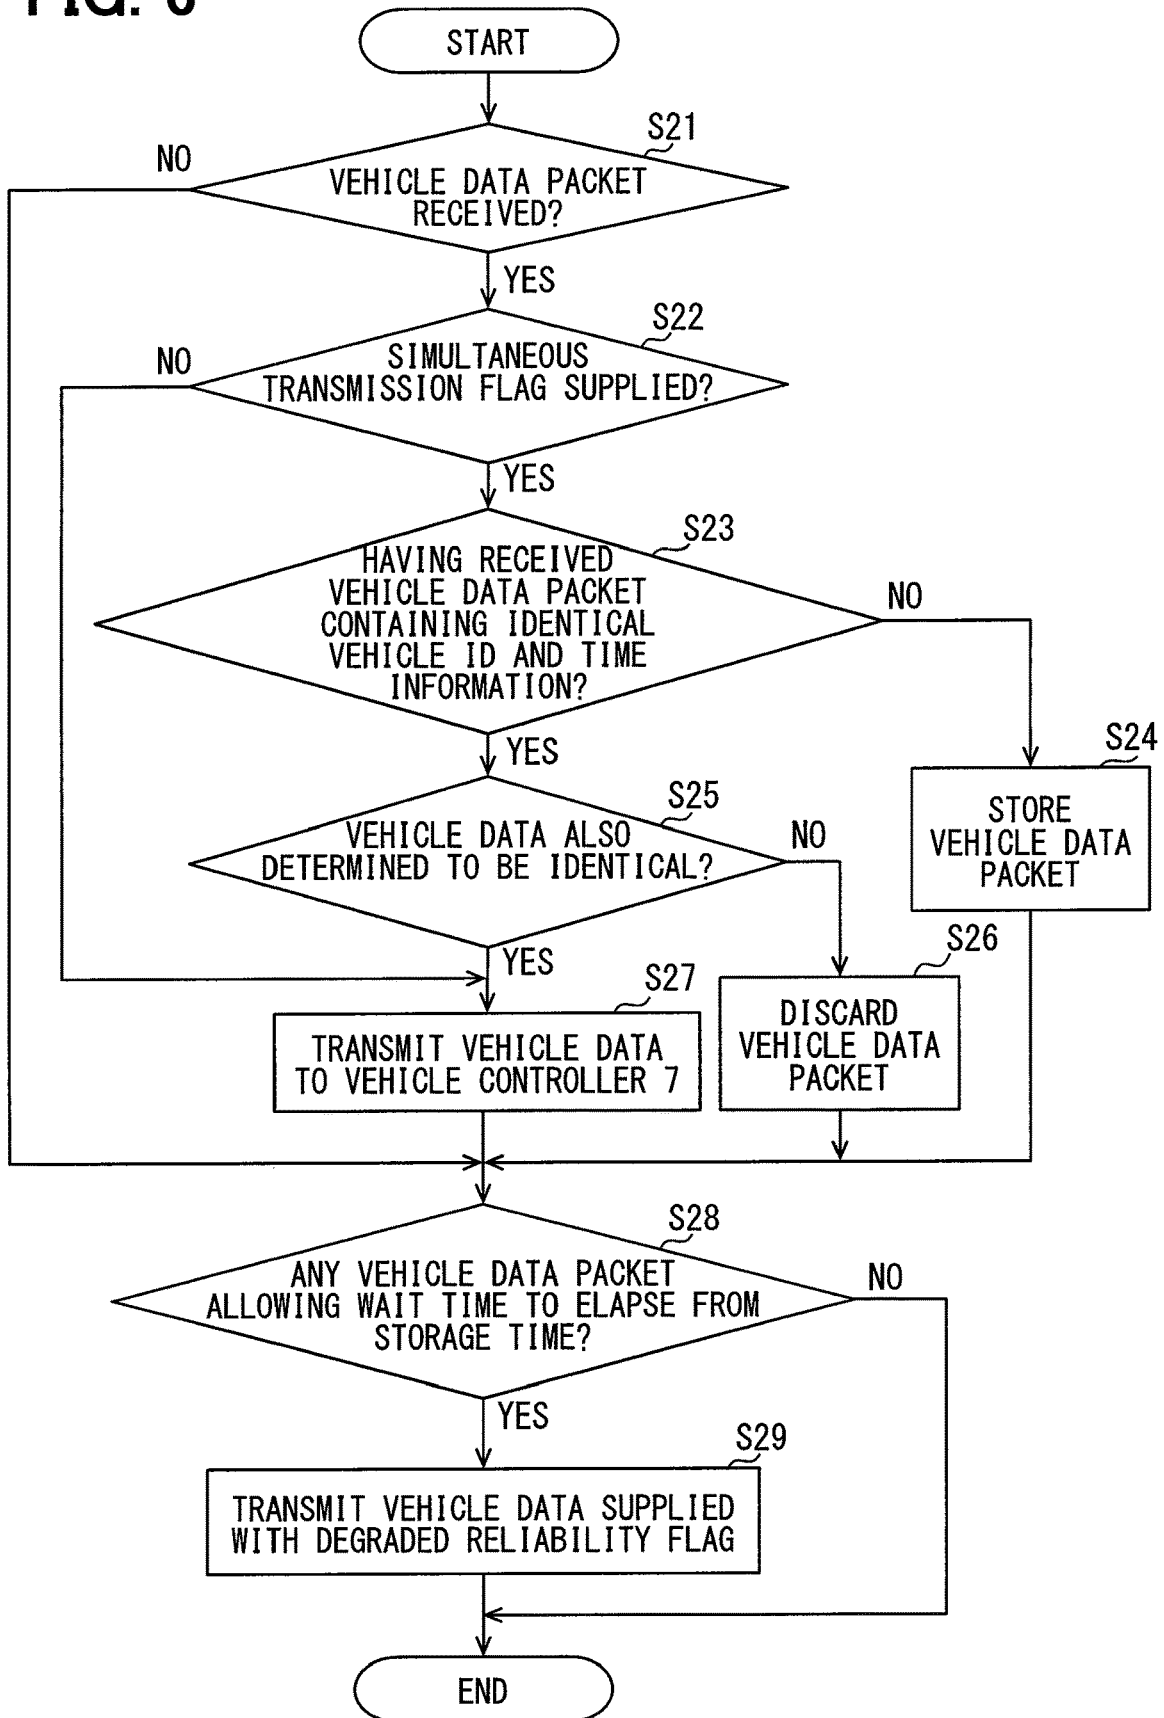 START
S21
NO
VEHICLE DATA PACKET
RECEIVED?
YES
S22
NO
SIMULTANEOUS
TRANSMISSION FLAG SUPPLIED?
YES
S23
HAVING RECEIVED
VEHICLE DATA PACKET
CONTAINING IDENTICAL
VEHICLE ID AND TIME
INFORMATION?
NO
YES
S24
STORE
VEHICLE DATA
PACKET
S25
VEHICLE DATA ALSO
DETERMINED TO BE IDENTICAL?
NO
YES
S26
DISCARD
VEHICLE DATA
PACKET
S27
TRANSMIT VEHICLE DATA
TO VEHICLE CONTROLLER 7
S28
ANY VEHICLE DATA PACKET
ALLOWING WAIT TIME TO ELAPSE FROM
STORAGE TIME?
NO
YES
S29
TRANSMIT VEHICLE DATA SUPPLIED
WITH DEGRADED RELIABILITY FLAG
END